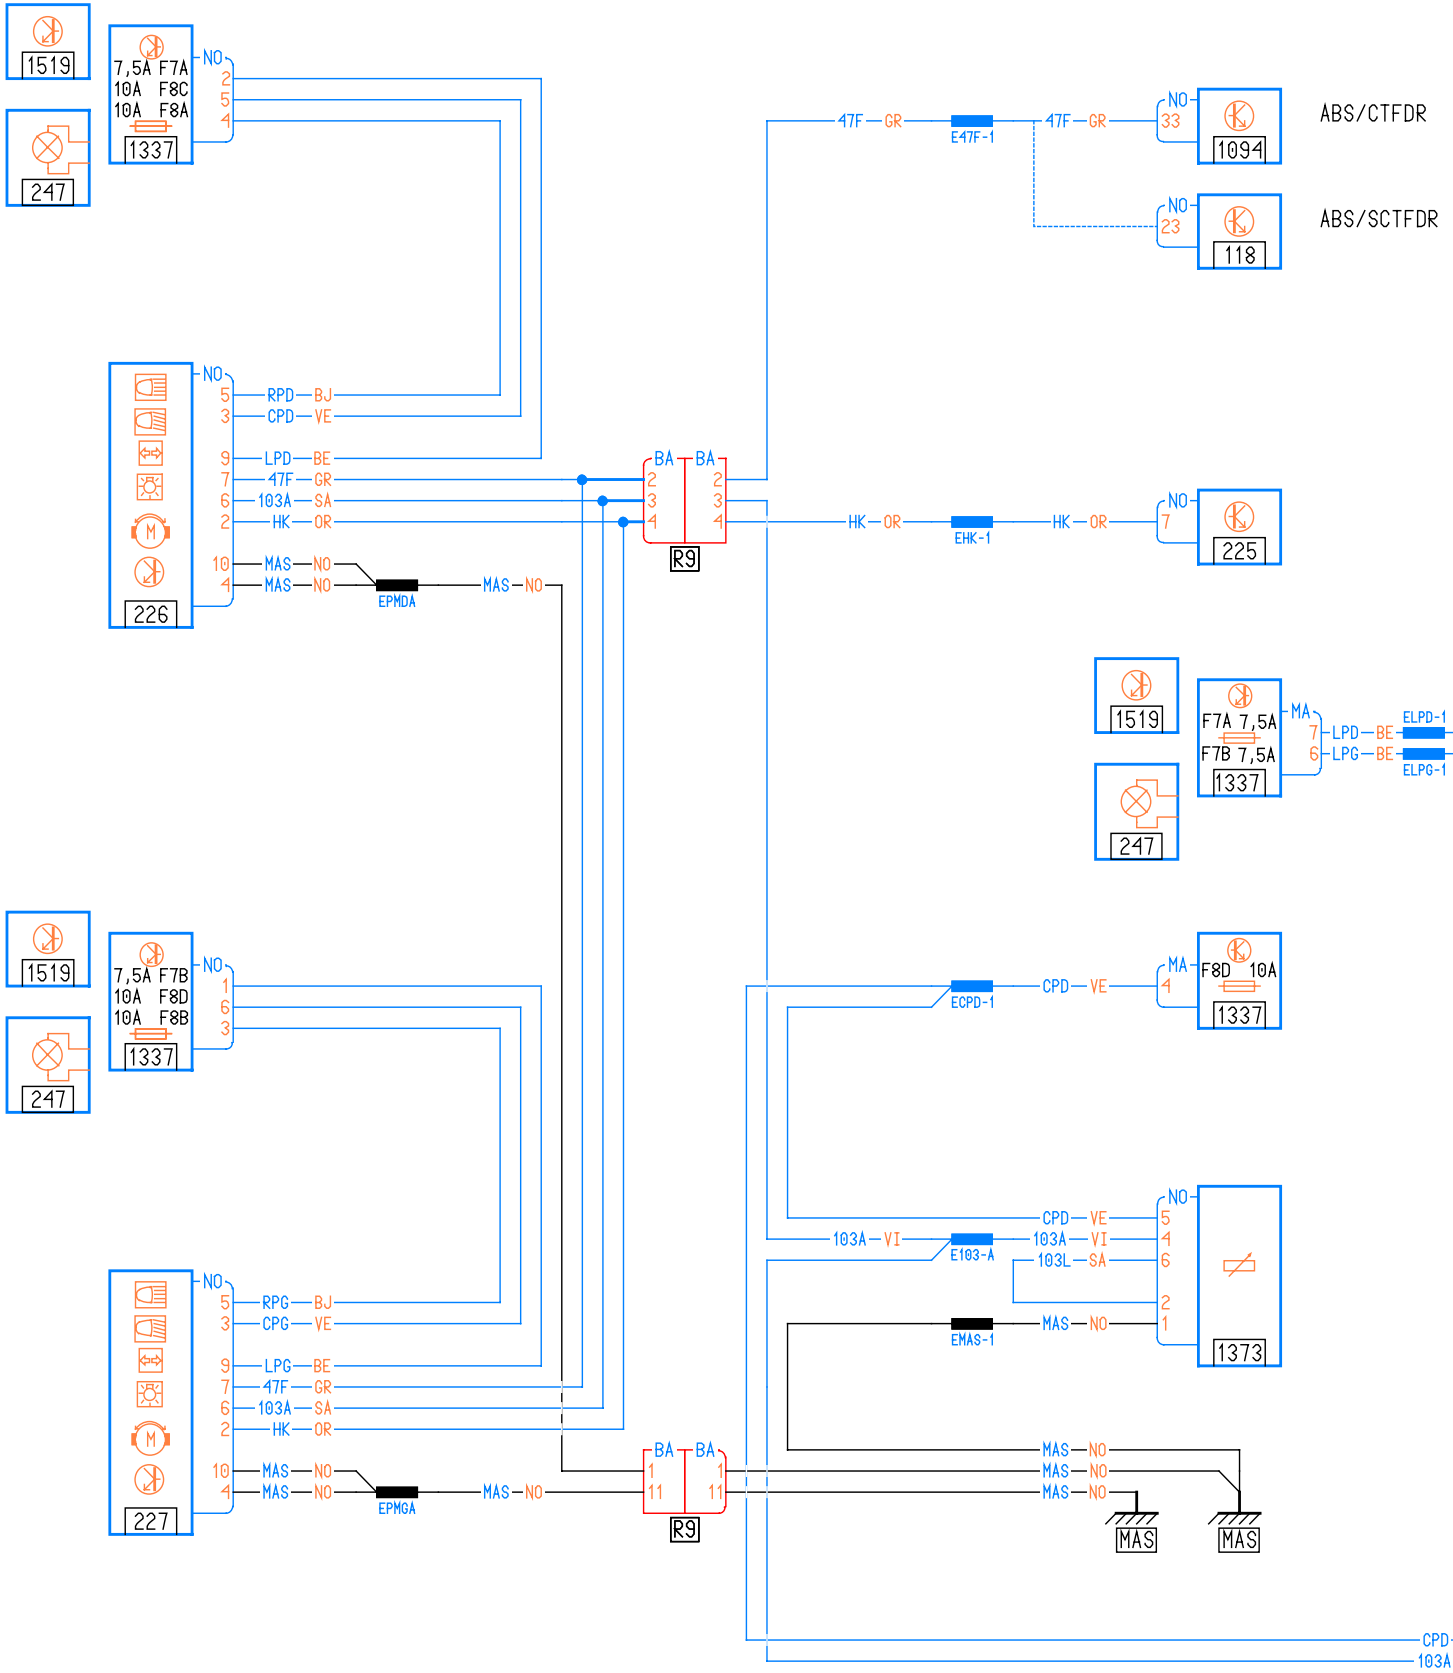 1519
7,5A F7A
10A F8C
10A F8A
1337
NO
2
5
4
247
47F GR
E47F-1
47F GR
NO
33
1094
ABS/CTFDR
NO
23
118
ABS/SCTFDR
NO
5 RPD BJ
3 CPD VE
9 LPD BE
7 47F GR
6 103A SA
2 HK OR
10 MAS NO
4 MAS NO
EPMDA
MAS NO
226
BA BA
2 2
3 3
4 4
R9
HK OR
EHK-1
HK OR
NO
7
225
1519
F7A 7,5A
F7B 7,5A
1337
MA
7 LPD BE ELPD-1
6 LPG BE ELPG-1
247
1519
7,5A F7B
10A F8D
10A F8B
1337
NO
1
6
3
247
ECPD-1
CPD VE
MA
4
F8D 10A
1337
NO
CPD VE 5
103A VI
E103-A
103A VI 4
103L SA 6
2
EMAS-1
MAS NO 1
1373
NO
5 RPG BJ
3 CPG VE
9 LPG BE
7 47F GR
6 103A SA
2 HK OR
10 MAS NO
4 MAS NO
EPMGA
MAS NO
227
BA BA
1 1
11 11
R9
MAS NO
MAS NO
MAS NO
MAS
MAS
CPD
103A